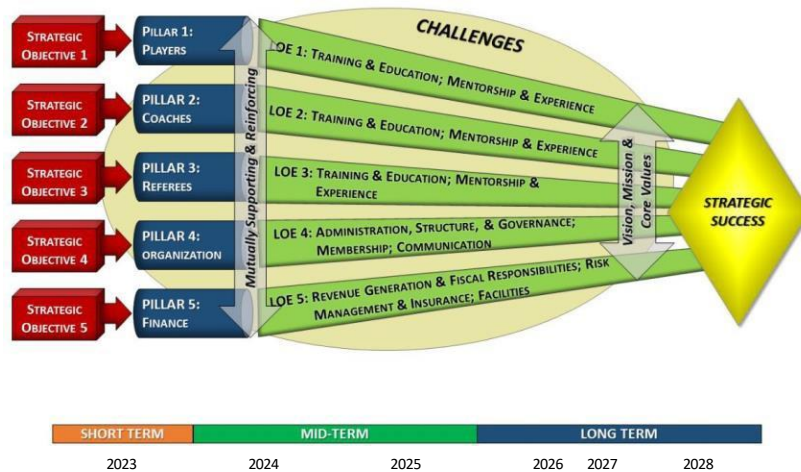 CHALLENGES
STRATEGIC
OBJECTIVE 1
PILLAR 1:
PLAYERS
LOE 1: TRAINING & EDUCATION; MENTORSHIP & EXPERIENCE
STRATEGIC
OBJECTIVE 2
PILLAR 2:
COACHES
LOE 2: TRAINING & EDUCATION; MENTORSHIP & EXPERIENCE
STRATEGIC
OBJECTIVE 3
PILLAR 3:
REFEREES
LOE 3: TRAINING & EDUCATION; MENTORSHIP &
EXPERIENCE
STRATEGIC
OBJECTIVE 4
PILLAR 4:
ORGANIZATION
LOE 4: ADMINISTRATION, STRUCTURE, & GOVERNANCE;
MEMBERSHIP; COMMUNICATION
STRATEGIC
OBJECTIVE 5
PILLAR 5:
FINANCE
LOE 5: REVENUE GENERATION & FISCAL RESPONSIBILITIES; RISK
MANAGEMENT & INSURANCE; FACILITIES
Mutually Supporting & Reinforcing
Vision, Mission &
Core Values
STRATEGIC
SUCCESS
SHORT TERM
MID-TERM
LONG TERM
2023
2024
2025
2026
2027
2028